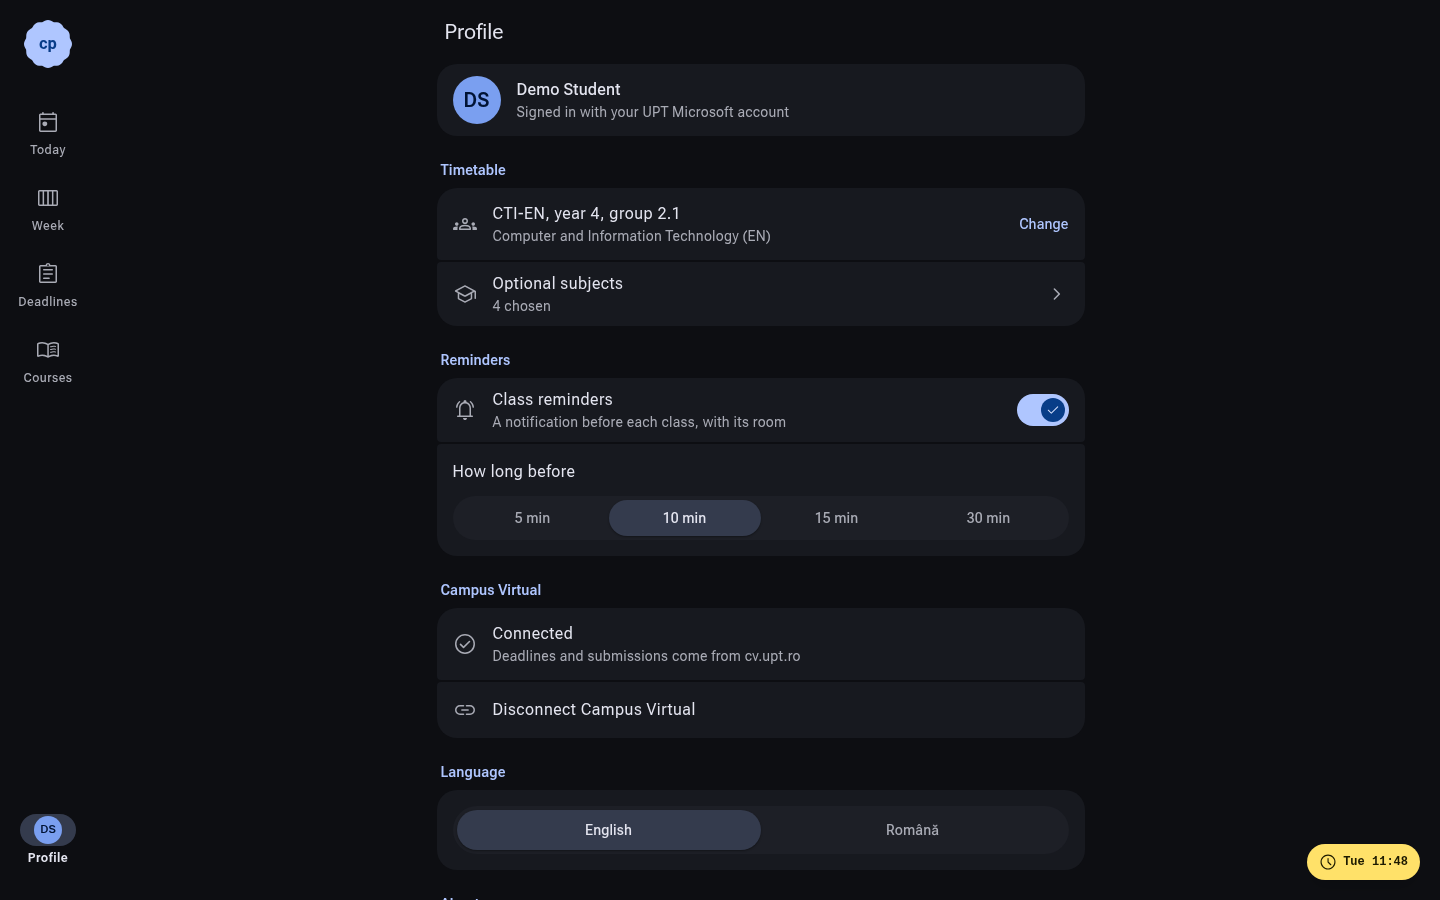 cp
Today
Week
Deadlines
Courses
DS
Profile
Profile
DS
Demo Student
Signed in with your UPT Microsoft account
Timetable
CTI-EN, year 4, group 2.1
Computer and Information Technology (EN)
Change
Optional subjects
4 chosen
Reminders
Class reminders
A notification before each class, with its room
How long before
5 min
10 min
15 min
30 min
Campus Virtual
Connected
Deadlines and submissions come from cv.upt.ro
Disconnect Campus Virtual
Language
English
Română
Tue 11:48